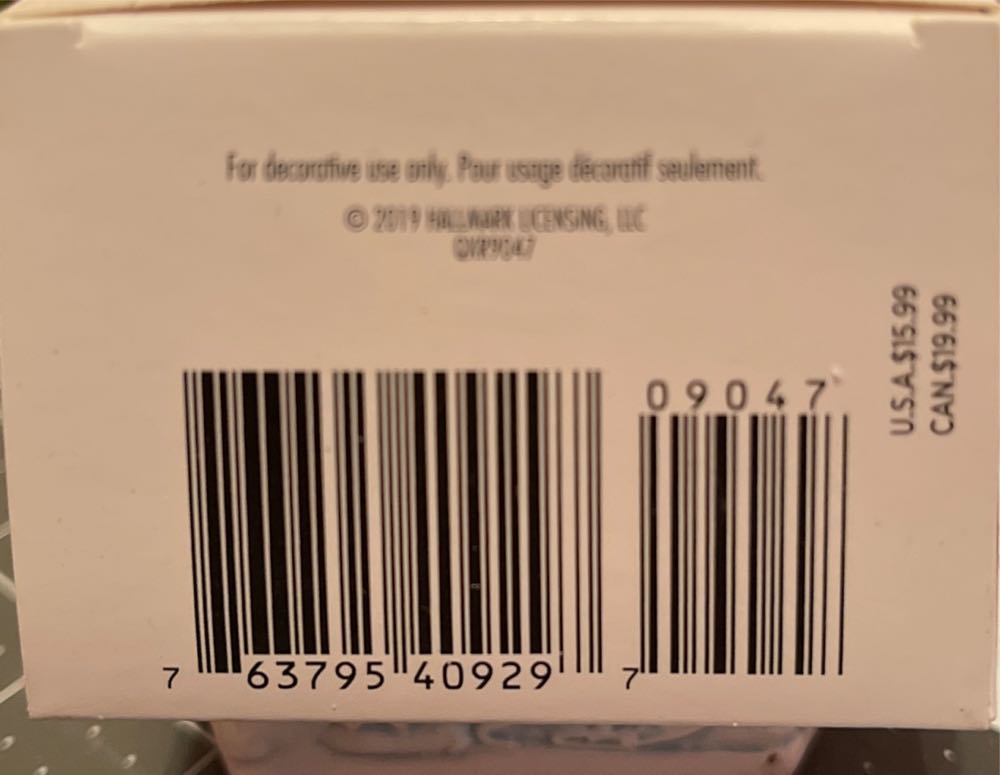 For decorative use only. Pour usage décoratif seulement.
© 2019 HALLMARK LICENSING, LLC
QXR9047
U.S.A.$15.99
CAN.$19.99
09047
7 63795 40929 7